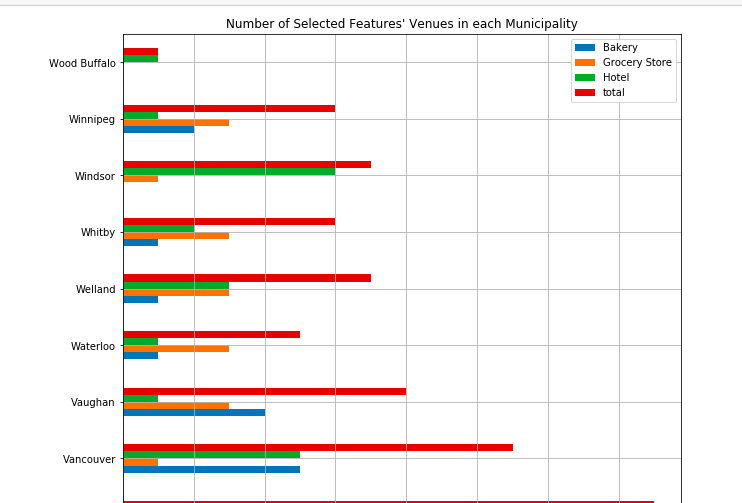 Number of Selected Features' Venues in each Municipality
Bakery
Grocery Store
Hotel
total
Wood Buffalo
Winnipeg
Windsor
Whitby
Welland
Waterloo
Vaughan
Vancouver